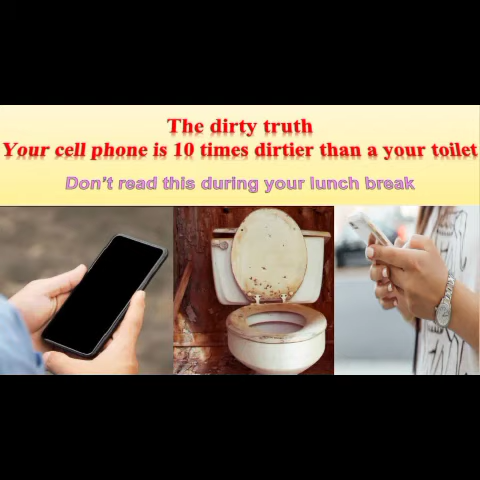 The dirty truth
Your cell phone is 10 times dirtier than a your toilet
Don't read this during your lunch break